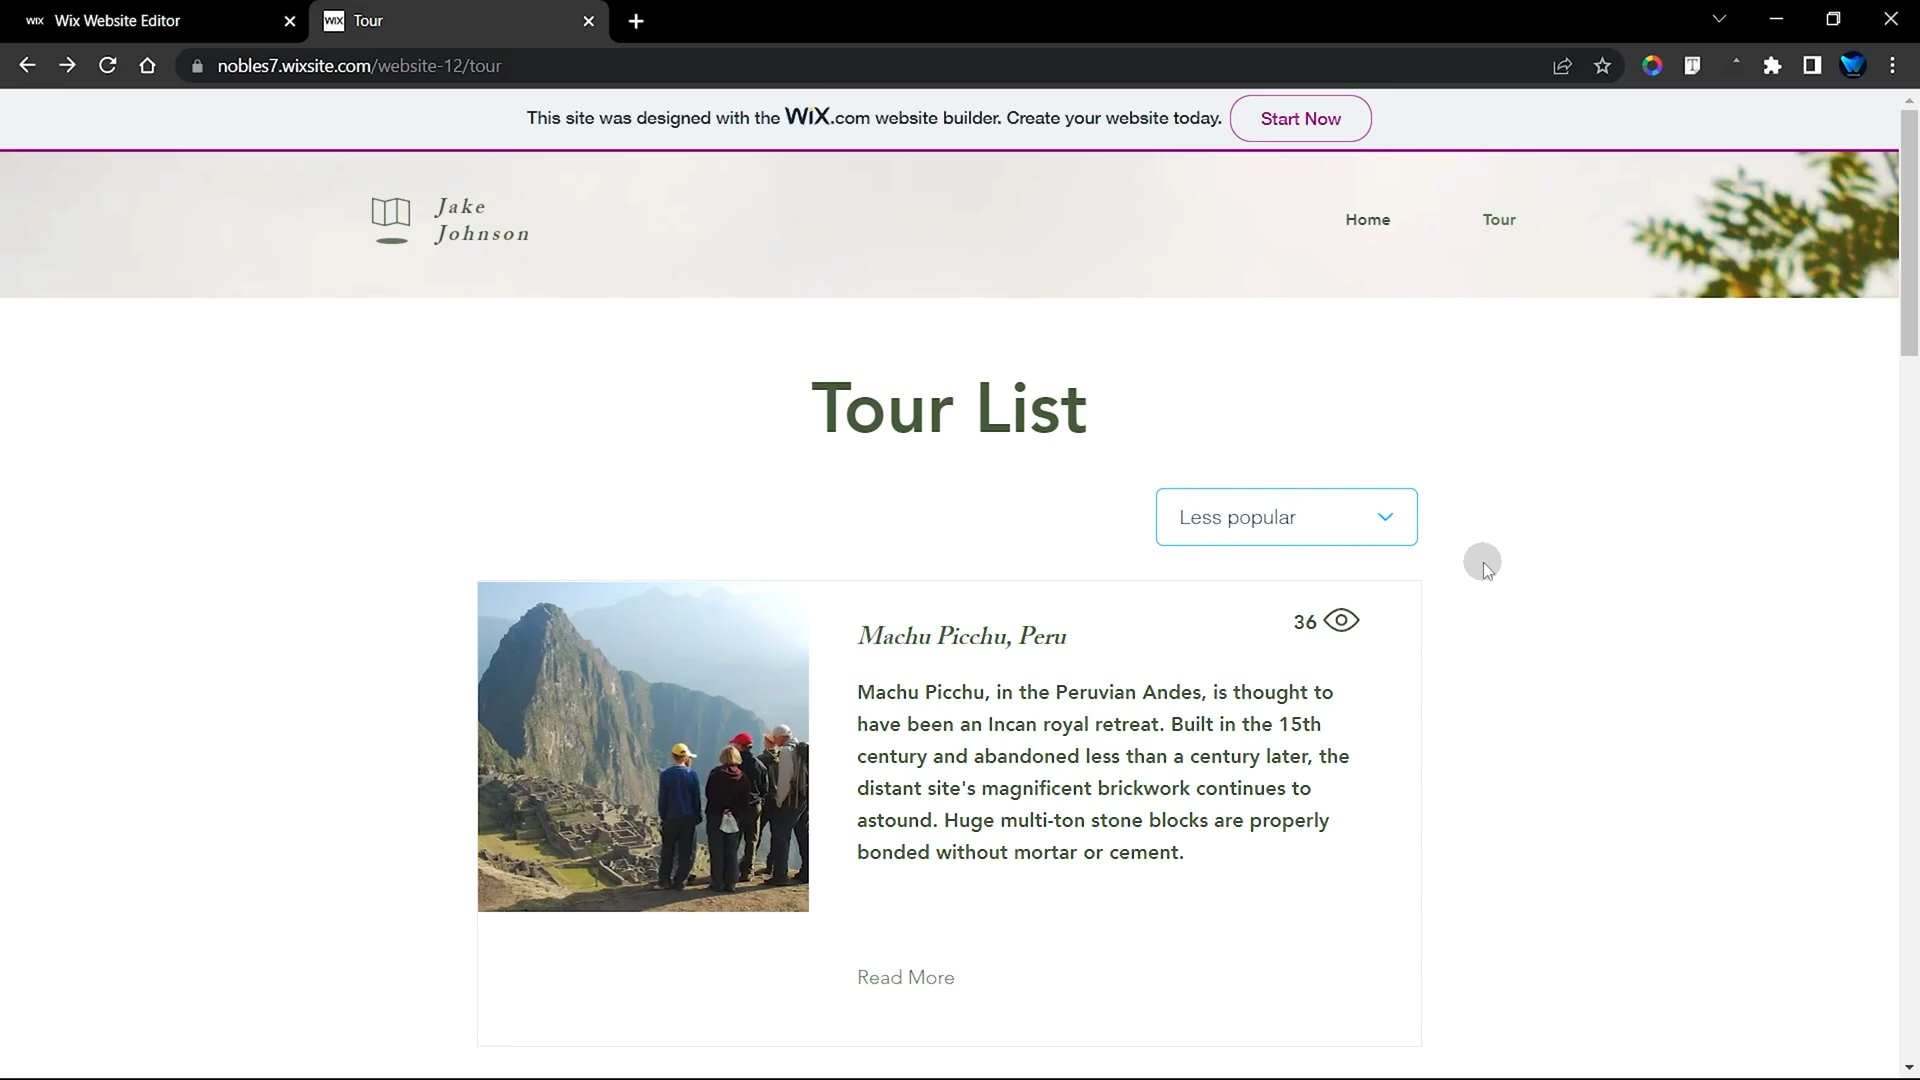 WIX Wix Website Editor
WIX Tour
nobles7.wixsite.com/website-12/tour
T
This site was designed with the WIX.com website builder. Create your website today.
Start Now
Jake
Johnson
Home
Tour
Tour List
Less popular
Machu Picchu, Peru
36
Machu Picchu, in the Peruvian Andes, is thought to
have been an Incan royal retreat. Built in the 15th
century and abandoned less than a century later, the
distant site's magnificent brickwork continues to
astound. Huge multi-ton stone blocks are properly
bonded without mortar or cement.
Read More